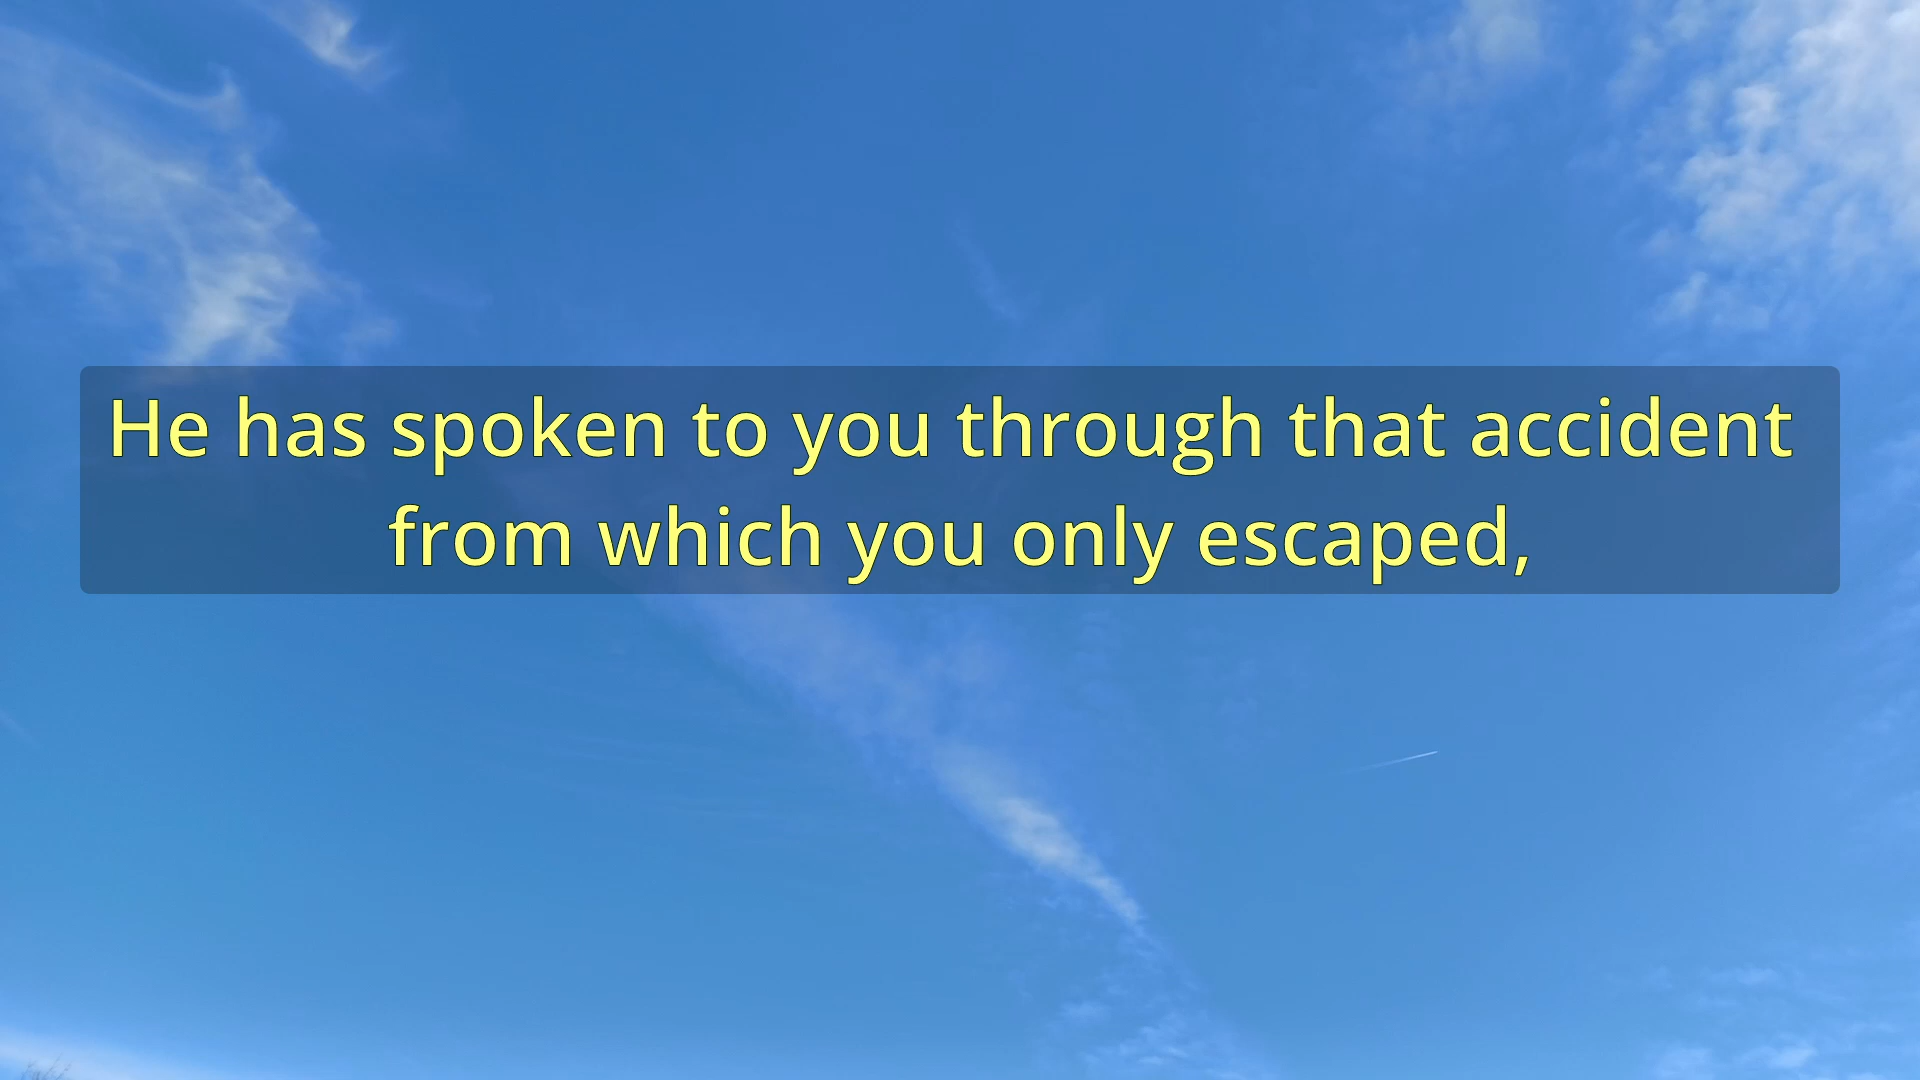 He has spoken to you through that accident
from which you only escaped,